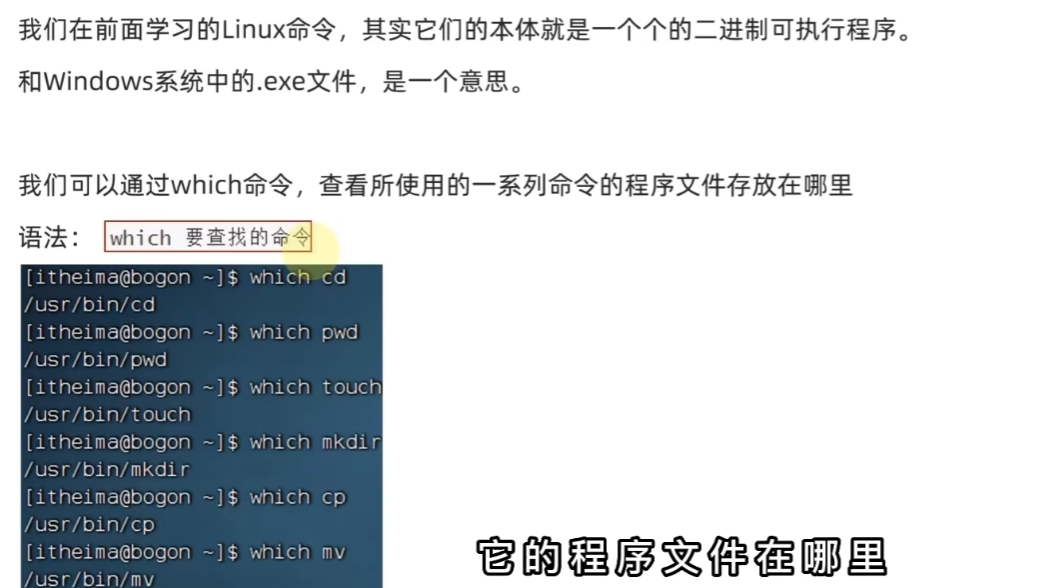 我们在前面学习的Linux命令，其实它们的本体就是一个个的二进制可执行程序。
和Windows系统中的.exe文件，是一个意思。
我们可以通过which命令，查看所使用的一系列命令的程序文件存放在哪里
语法： which 要查找的命令
[itheima@bogon ~]$ which cd
/usr/bin/cd
[itheima@bogon ~]$ which pwd
/usr/bin/pwd
[itheima@bogon ~]$ which touch
/usr/bin/touch
[itheima@bogon ~]$ which mkdir
/usr/bin/mkdir
[itheima@bogon ~]$ which cp
/usr/bin/cp
[itheima@bogon ~]$ which mv
/usr/bin/mv
它的程序文件在哪里